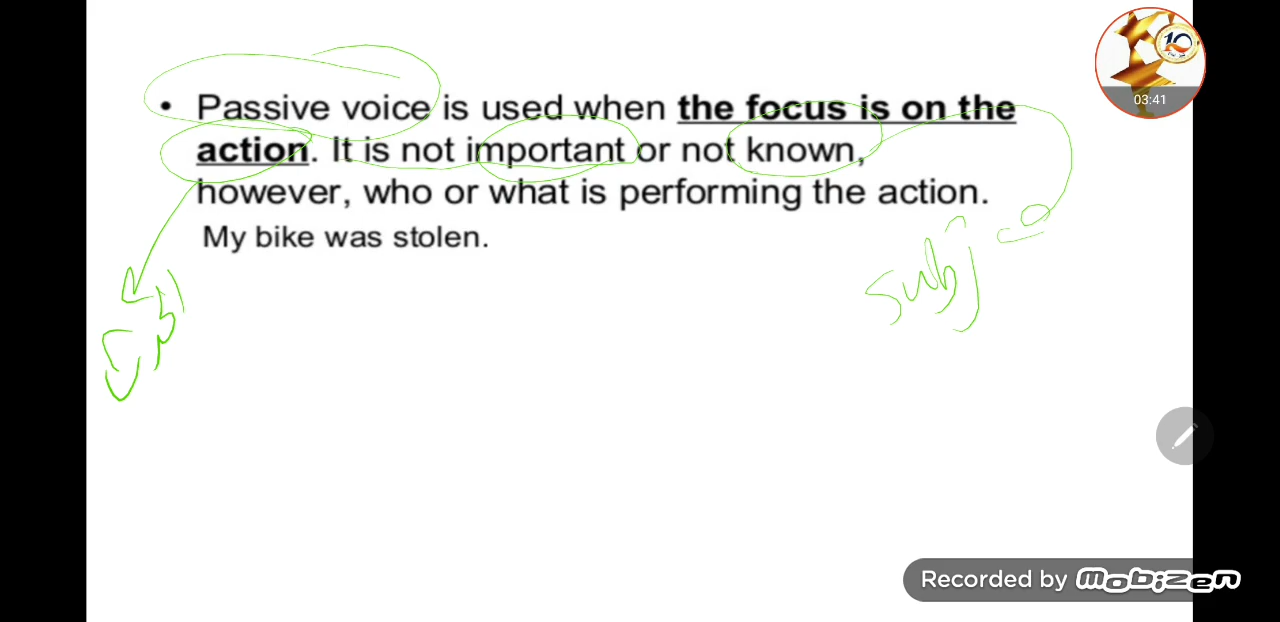 03:41
• Passive voice is used when the focus is on the
action. It is not important or not known,
however, who or what is performing the action.
My bike was stolen.
subj
Recorded by Mobizen